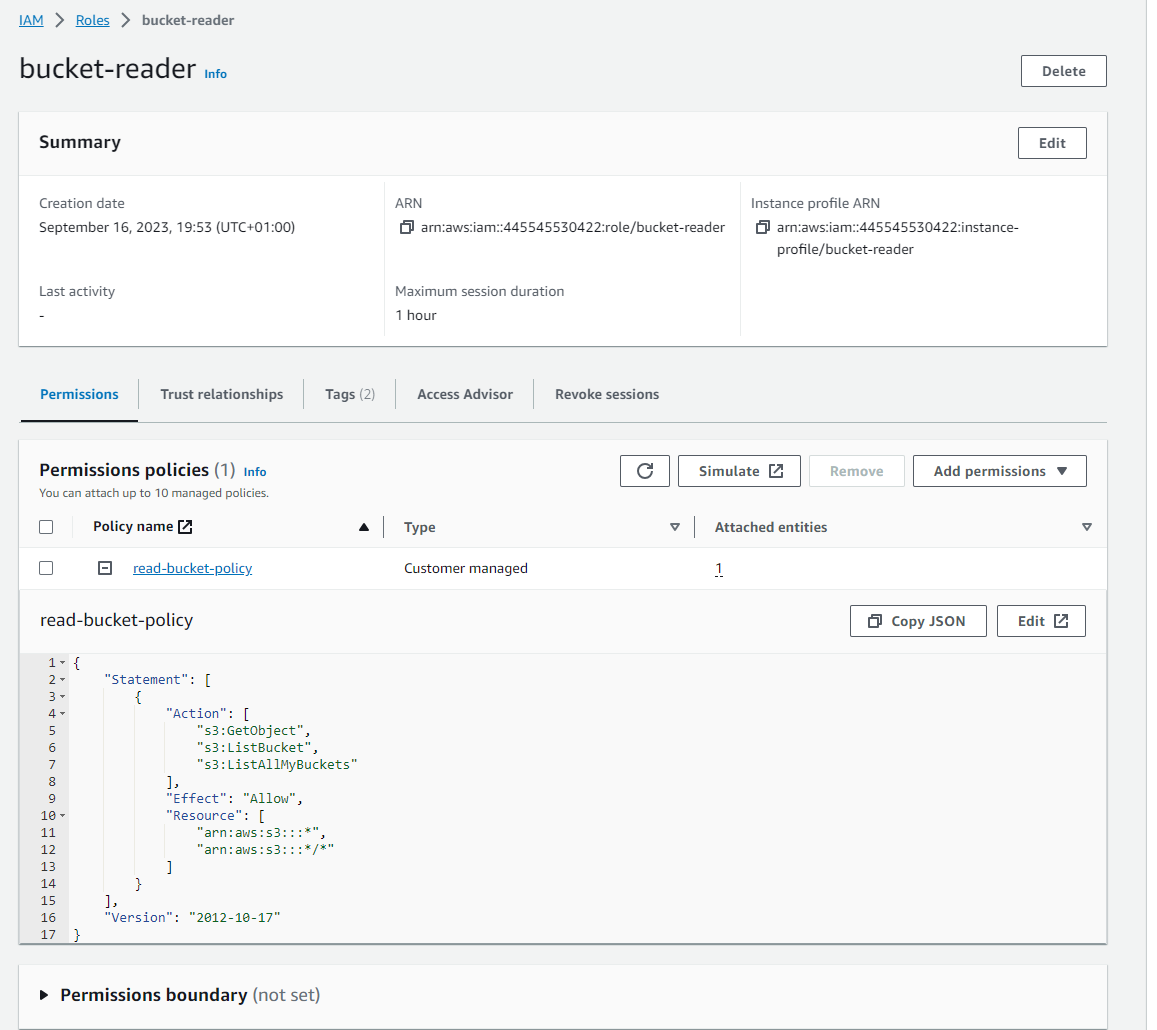 IAM > Roles > bucket-reader
bucket-reader Info
Delete
Summary
Edit
Creation date
September 16, 2023, 19:53 (UTC+01:00)
ARN
arn:aws:iam::445545530422:role/bucket-reader
Instance profile ARN
arn:aws:iam::445545530422:instance-
profile/bucket-reader
Last activity
-
Maximum session duration
1 hour
Permissions Trust relationships Tags (2) Access Advisor Revoke sessions
Permissions policies (1) Info
You can attach up to 10 managed policies.
Simulate Remove Add permissions
Policy name Type Attached entities
read-bucket-policy Customer managed 1
read-bucket-policy
Copy JSON Edit
1 {
2     "Statement": [
3         {
4             "Action": [
5                 "s3:GetObject",
6                 "s3:ListBucket",
7                 "s3:ListAllMyBuckets"
8             ],
9             "Effect": "Allow",
10             "Resource": [
11                 "arn:aws:s3:::*",
12                 "arn:aws:s3:::*/*"
13             ]
14         }
15     ],
16     "Version": "2012-10-17"
17 }
Permissions boundary (not set)